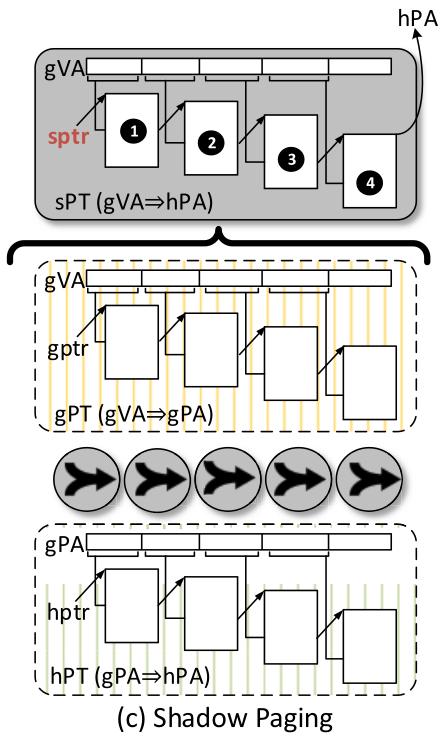 hPA
gVA
1
sptr
2
3
4
sPT (gVA⇒hPA)
gVA
gptr
gPT (gVA⇒gPA)
gPA
hptr
hPT (gPA⇒hPA)
(c) Shadow Paging